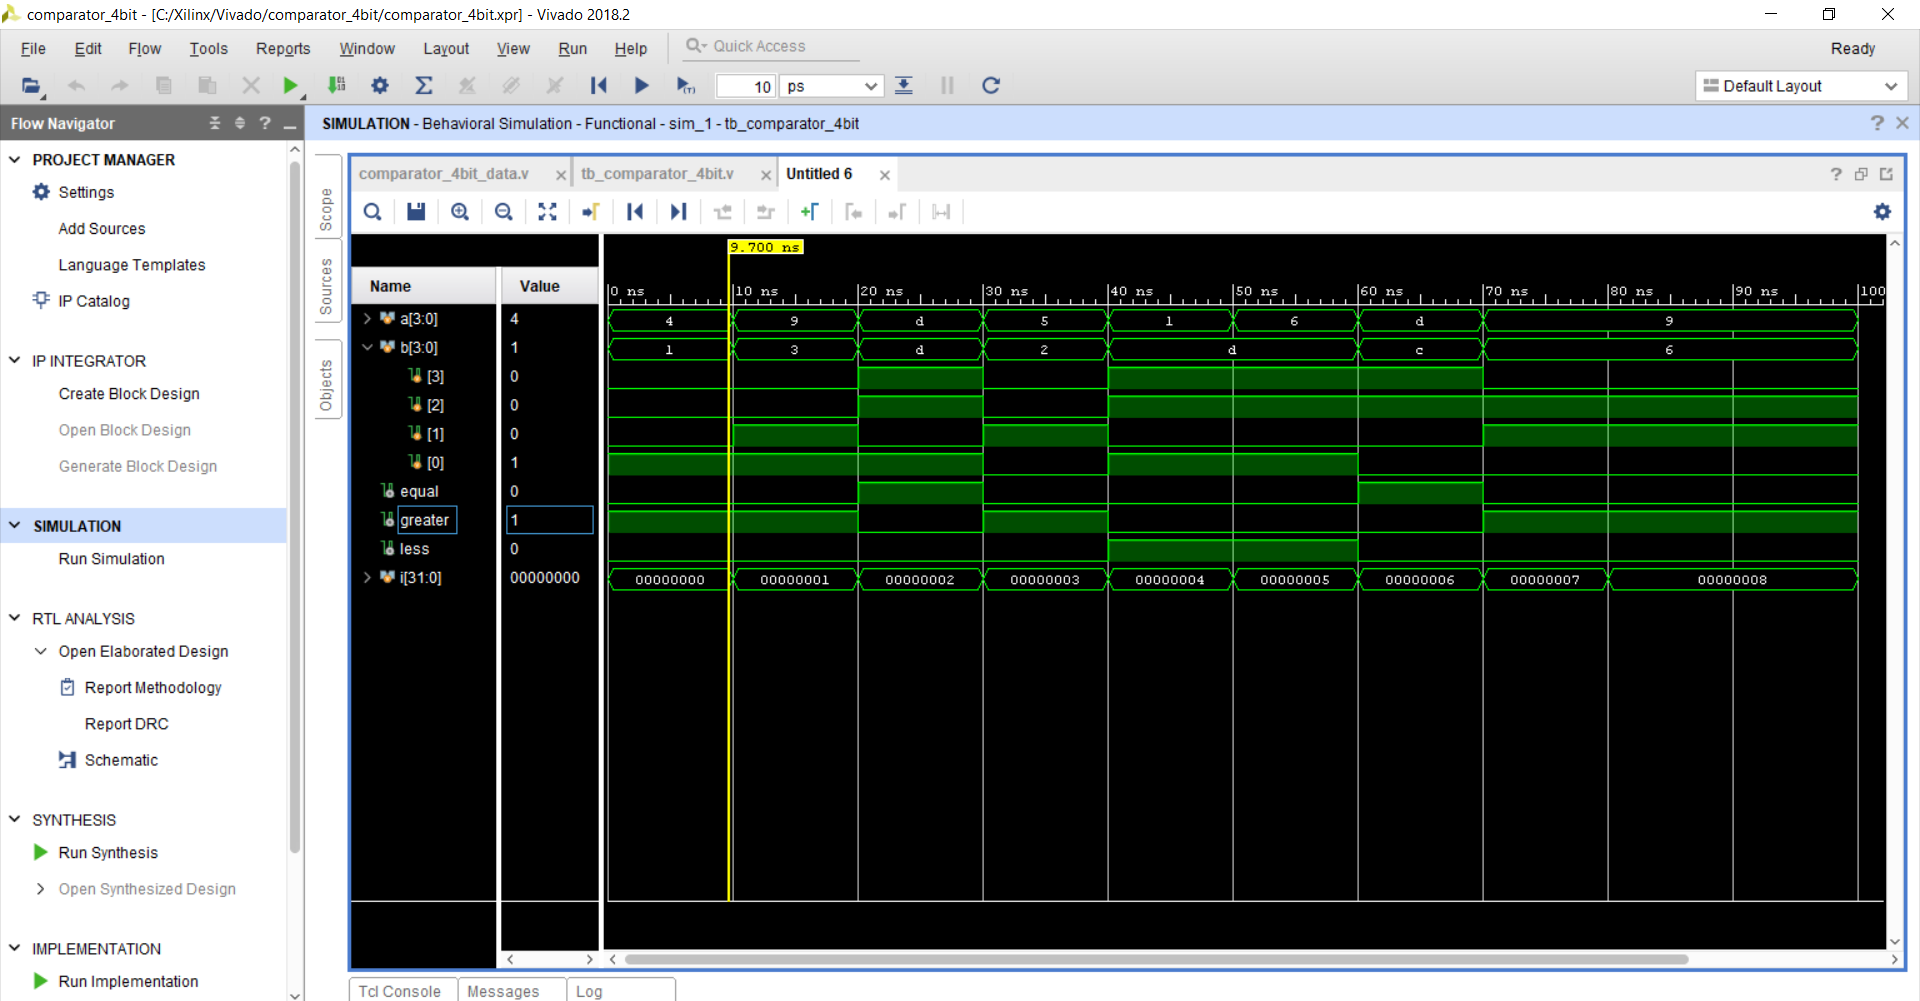 comparator_4bit - [C:/Xilinx/Vivado/comparator_4bit/comparator_4bit.xpr] - Vivado 2018.2
File Edit Flow Tools Reports Window Layout View Run Help Quick Access Ready
10 ps Default Layout
Flow Navigator
SIMULATION - Behavioral Simulation - Functional - sim_1 - tb_comparator_4bit
PROJECT MANAGER
Settings
Add Sources
Language Templates
IP Catalog
IP INTEGRATOR
Create Block Design
Open Block Design
Generate Block Design
SIMULATION
Run Simulation
RTL ANALYSIS
Open Elaborated Design
Report Methodology
Report DRC
Schematic
SYNTHESIS
Run Synthesis
Open Synthesized Design
IMPLEMENTATION
Run Implementation
Scope
Sources
Objects
comparator_4bit_data.v tb_comparator_4bit.v Untitled 6
9.700 ns
Name Value 0 ns 10 ns 20 ns 30 ns 40 ns 50 ns 60 ns 70 ns 80 ns 90 ns 100
a[3:0] 4 4 9 d 5 1 6 d 9
b[3:0] 1 1 3 d 2 d c 6
[3] 0
[2] 0
[1] 0
[0] 1
equal 0
greater 1
less 0
i[31:0] 00000000 00000000 00000001 00000002 00000003 00000004 00000005 00000006 00000007 00000008
Tcl Console Messages Log